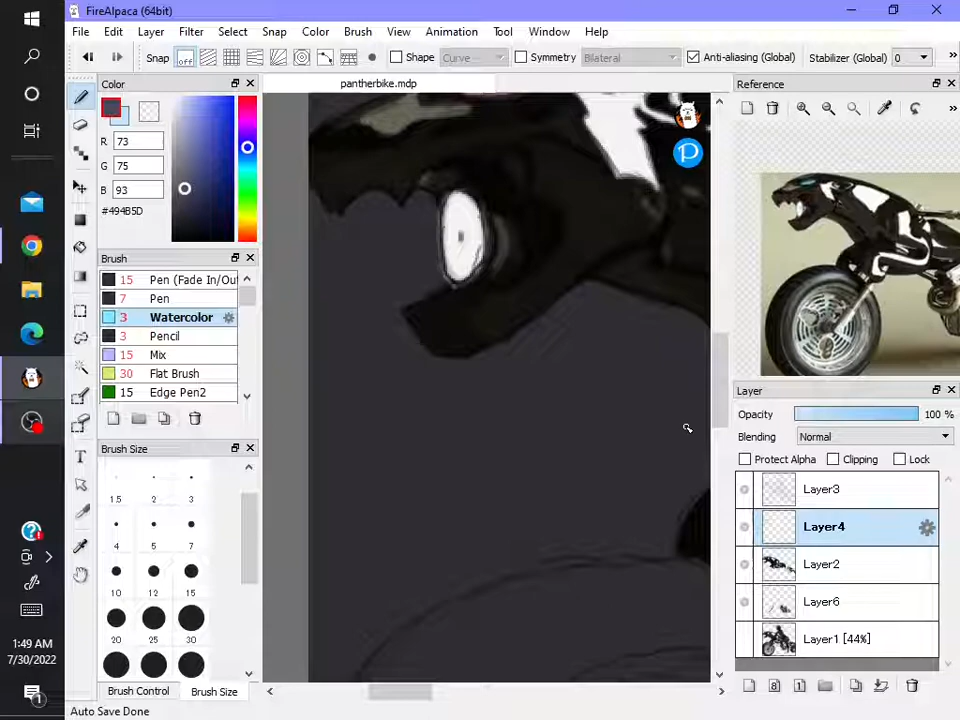 FireAlpaca (64bit)
File Edit Layer Filter Select Snap Color Brush View Animation Tool Window Help
Snap off Shape Curve Symmetry Bilateral Anti-aliasing (Global) Stabilizer (Global) 0 »
Color
pantherbike.mdp
Reference
R 73
G 75
B 93
#494B5D
Brush
15 Pen (Fade In/Ou
7 Pen
3 Watercolor
3 Pencil
15 Mix
30 Flat Brush
15 Edge Pen2
Brush Size
1.5 2 3
4 5 7
10 12 15
20 25 30
Brush Control Brush Size
Layer
Opacity 100 %
Blending Normal
Protect Alpha Clipping Lock
Layer3
Layer4
Layer2
Layer6
Layer1 [44%]
8 1
1:49 AM
7/30/2022
1
Auto Save Done